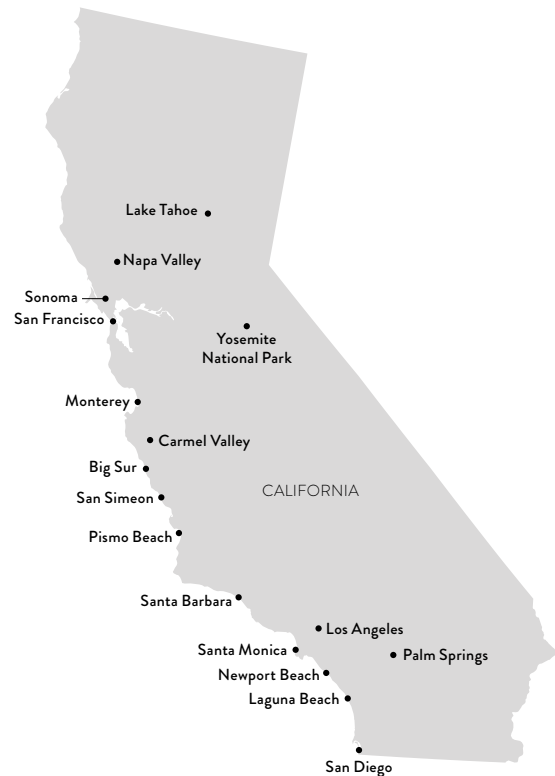 Lake Tahoe
Napa Valley
Sonoma
San Francisco
Yosemite
National Park
Monterey
Carmel Valley
Big Sur
CALIFORNIA
San Simeon
Pismo Beach
Santa Barbara
Los Angeles
Santa Monica
Palm Springs
Newport Beach
Laguna Beach
San Diego